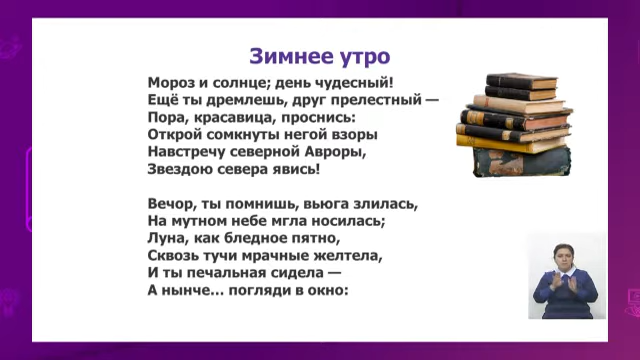 Зимнее утро
Мороз и солнце; день чудесный!
Ещё ты дремлешь, друг прелестный —
Пора, красавица, проснись:
Открой сомкнуты негой взоры
Навстречу северной Авроры,
Звездою севера явись!
Вечор, ты помнишь, вьюга злилась,
На мутном небе мгла носилась;
Луна, как бледное пятно,
Сквозь тучи мрачные желтела,
И ты печальная сидела —
А нынче… погляди в окно: